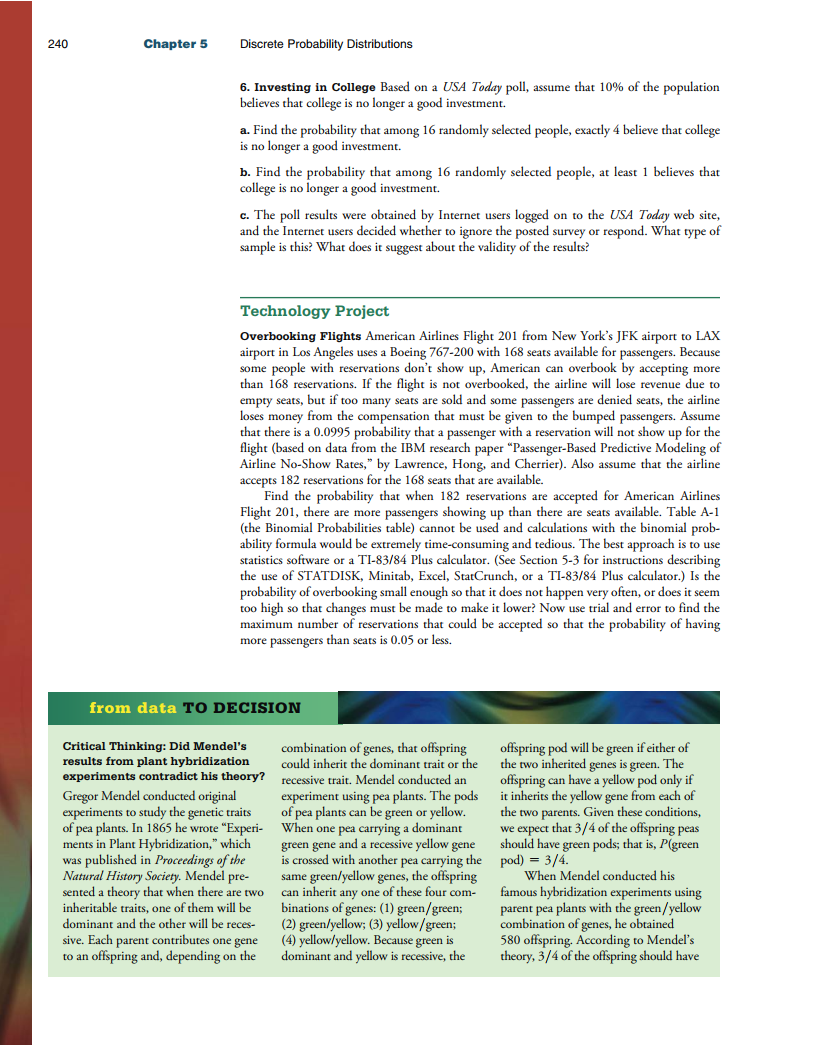 240 Chapter 5 Discrete Probability Distributions
6. Investing in College Based on a USA Today poll, assume that 10% of the population
believes that college is no longer a good investment.
a. Find the probability that among 16 randomly selected people, exactly 4 believe that college
is no longer a good investment.
b. Find the probability that among 16 randomly selected people, at least 1 believes that
college is no longer a good investment.
c. The poll results were obtained by Internet users logged on to the USA Today web site,
and the Internet users decided whether to ignore the posted survey or respond. What type of
sample is this? What does it suggest about the validity of the results?
Technology Project
Overbooking Flights American Airlines Flight 201 from New York's JFK airport to LAX
airport in Los Angeles uses a Boeing 767-200 with 168 seats available for passengers. Because
some people with reservations don't show up, American can overbook by accepting more
than 168 reservations. If the flight is not overbooked, the airline will lose revenue due to
empty seats, but if too many seats are sold and some passengers are denied seats, the airline
loses money from the compensation that must be given to the bumped passengers. Assume
that there is a 0.0995 probability that a passenger with a reservation will not show up for the
flight (based on data from the IBM research paper “Passenger-Based Predictive Modeling of
Airline No-Show Rates,” by Lawrence, Hong, and Cherrier). Also assume that the airline
accepts 182 reservations for the 168 seats that are available.
Find the probability that when 182 reservations are accepted for American Airlines
Flight 201, there are more passengers showing up than there are seats available. Table A-1
(the Binomial Probabilities table) cannot be used and calculations with the binomial prob-
ability formula would be extremely time-consuming and tedious. The best approach is to use
statistics software or a TI-83/84 Plus calculator. (See Section 5-3 for instructions describing
the use of STATDISK, Minitab, Excel, StatCrunch, or a TI-83/84 Plus calculator.) Is the
probability of overbooking small enough so that it does not happen very often, or does it seem
too high so that changes must be made to make it lower? Now use trial and error to find the
maximum number of reservations that could be accepted so that the probability of having
more passengers than seats is 0.05 or less.
from data TO DECISION
Critical Thinking: Did Mendel's
results from plant hybridization
experiments contradict his theory?
Gregor Mendel conducted original
experiments to study the genetic traits
of pea plants. In 1865 he wrote “Experi-
ments in Plant Hybridization,” which
was published in Proceedings of the
Natural History Society. Mendel pre-
sented a theory that when there are two
inheritable traits, one of them will be
dominant and the other will be reces-
sive. Each parent contributes one gene
to an offspring and, depending on the
combination of genes, that offspring
could inherit the dominant trait or the
recessive trait. Mendel conducted an
experiment using pea plants. The pods
of pea plants can be green or yellow.
When one pea carrying a dominant
green gene and a recessive yellow gene
is crossed with another pea carrying the
same green/yellow genes, the offspring
can inherit any one of these four com-
binations of genes: (1) green/green;
(2) green/yellow; (3) yellow/green;
(4) yellow/yellow. Because green is
dominant and yellow is recessive, the
offspring pod will be green if either of
the two inherited genes is green. The
offspring can have a yellow pod only if
it inherits the yellow gene from each of
the two parents. Given these conditions,
we expect that 3/4 of the offspring peas
should have green pods; that is, P(green
pod) = 3/4.
When Mendel conducted his
famous hybridization experiments using
parent pea plants with the green/yellow
combination of genes, he obtained
580 offspring. According to Mendel's
theory, 3/4 of the offspring should have